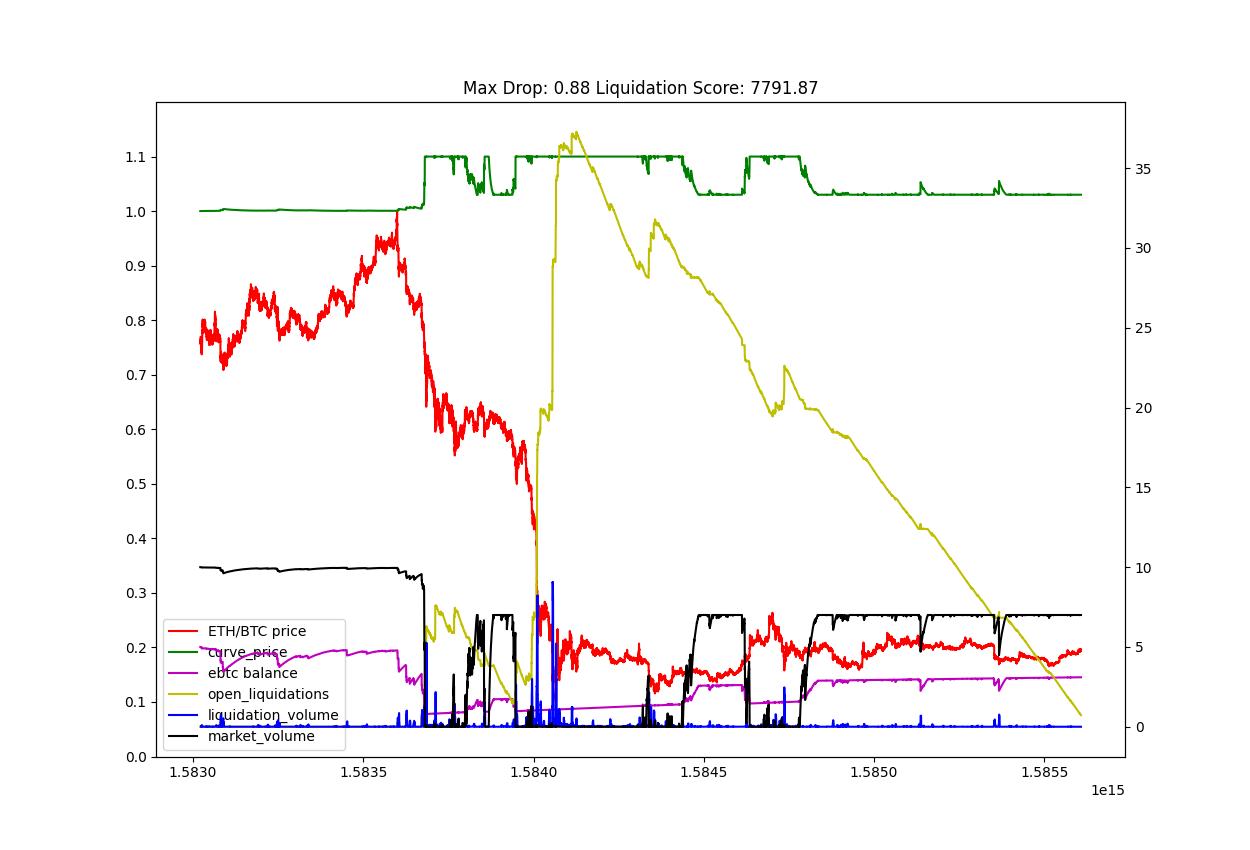 Max Drop: 0.88 Liquidation Score: 7791.87
1.1
1.0
0.9
0.8
0.7
0.6
0.5
0.4
0.3
0.2
0.1
0.0
35
30
25
20
15
10
5
0
ETH/BTC price
curve_price
ebtc balance
open_liquidations
liquidation_volume
market_volume
1.5830 1.5835 1.5840 1.5845 1.5850 1.5855
1e15